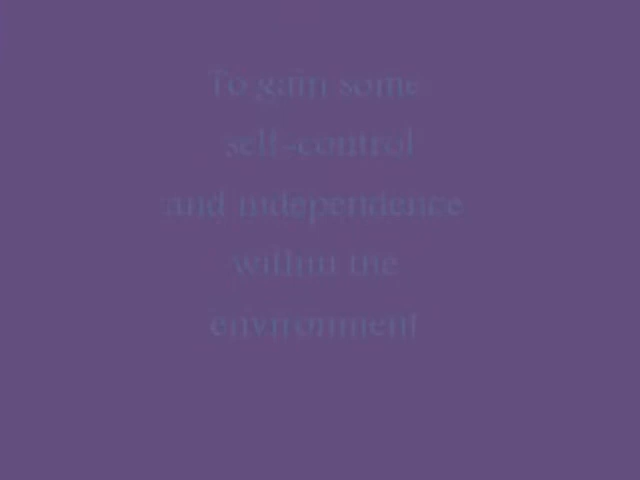 To gain some
self-control
and independence
within the
environment